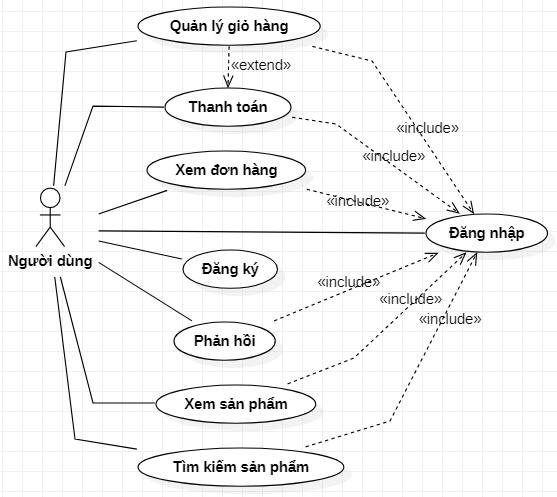 Quản lý giỏ hàng
«extend»
Thanh toán
«include»
«include»
Xem đơn hàng
«include»
Đăng nhập
Người dùng
Đăng ký
«include»
«include»
«include»
Phản hồi
Xem sản phẩm
Tìm kiếm sản phẩm